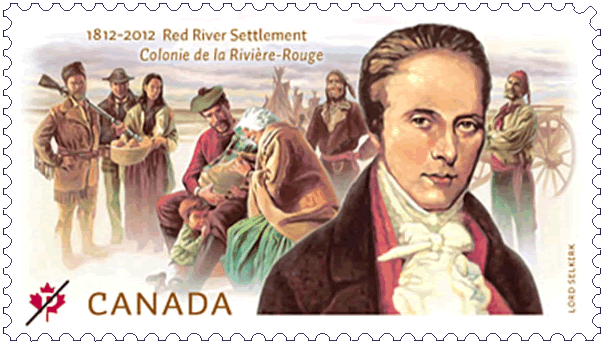 1812-2012 Red River Settlement
Colonie de la Rivière-Rouge
LORD SELKIRK
P CANADA